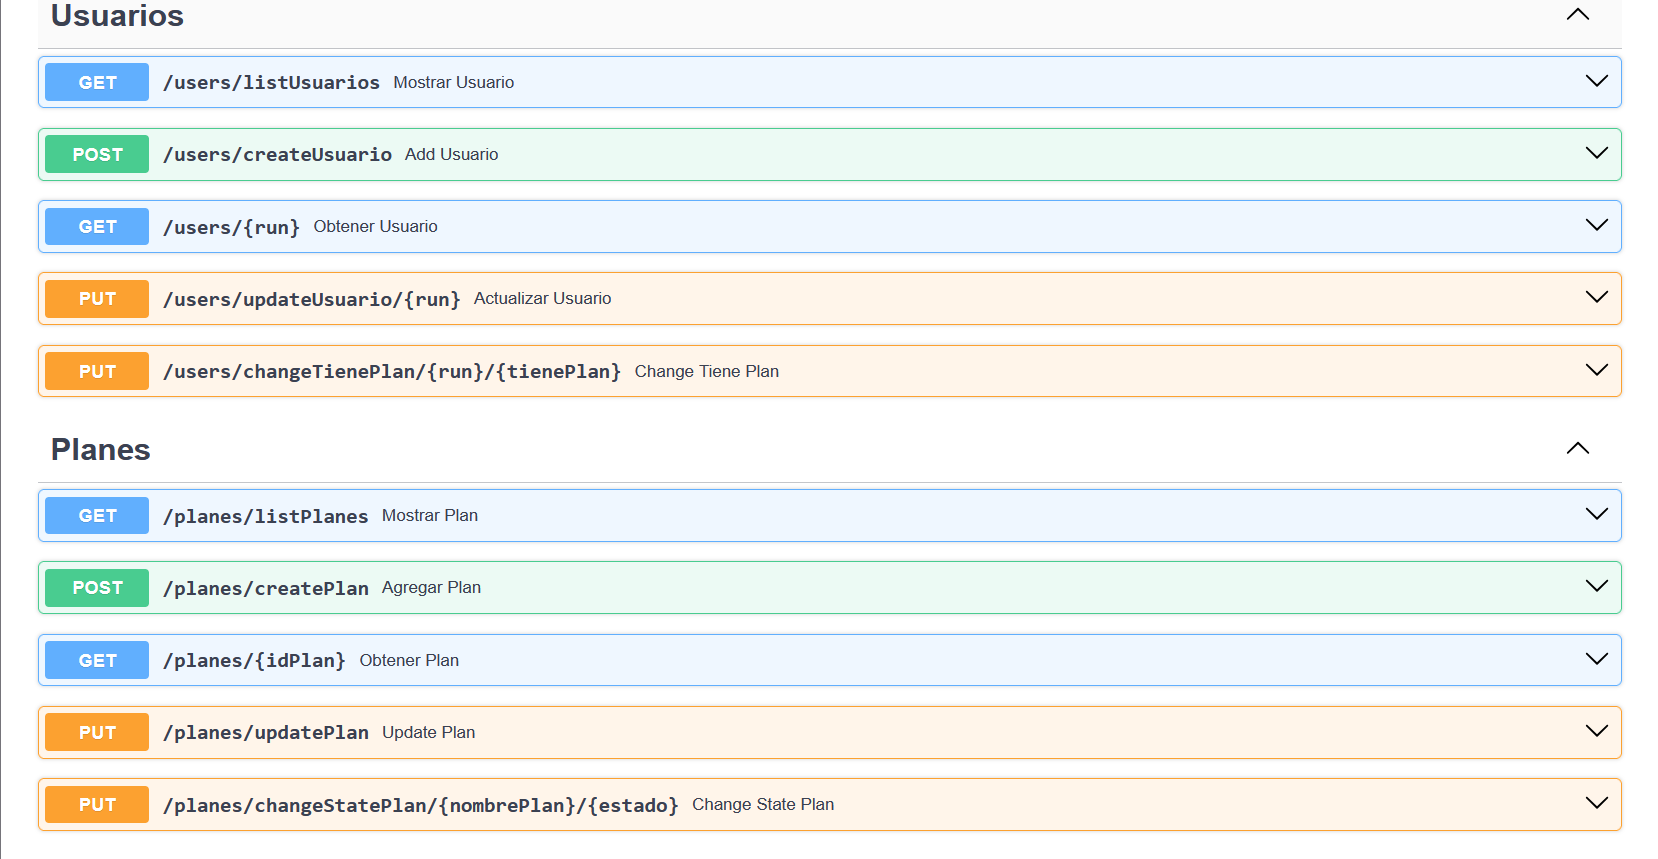 Usuarios
GET /users/listUsuarios Mostrar Usuario
POST /users/createUsuario Add Usuario
GET /users/{run} Obtener Usuario
PUT /users/updateUsuario/{run} Actualizar Usuario
PUT /users/changeTienePlan/{run}/{tienePlan} Change Tiene Plan
Planes
GET /planes/listPlanes Mostrar Plan
POST /planes/createPlan Agregar Plan
GET /planes/{idPlan} Obtener Plan
PUT /planes/updatePlan Update Plan
PUT /planes/changeStatePlan/{nombrePlan}/{estado} Change State Plan